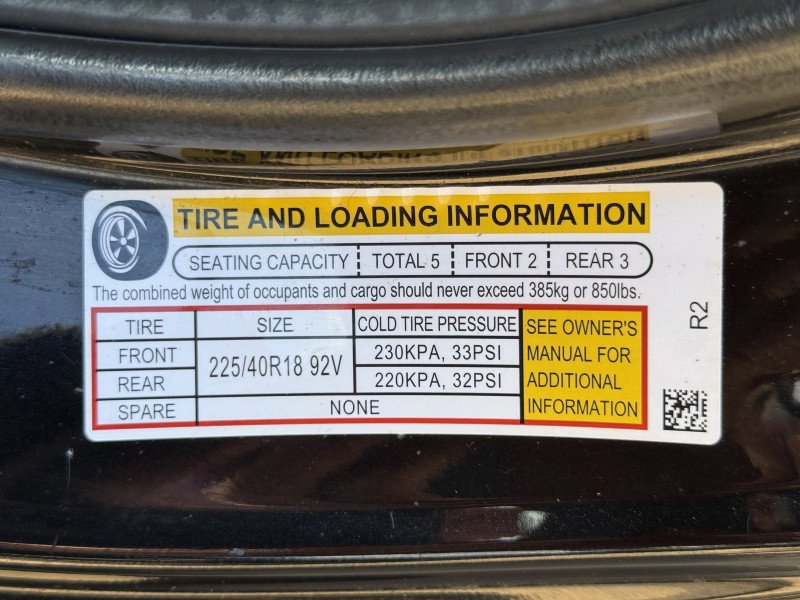 TIRE AND LOADING INFORMATION
SEATING CAPACITY TOTAL 5 FRONT 2 REAR 3
The combined weight of occupants and cargo should never exceed 385kg or 850lbs.
TIRE SIZE COLD TIRE PRESSURE
FRONT 225/40R18 92V 230KPA, 33PSI
REAR 220KPA, 32PSI
SPARE NONE
SEE OWNER'S
MANUAL FOR
ADDITIONAL
INFORMATION
R2